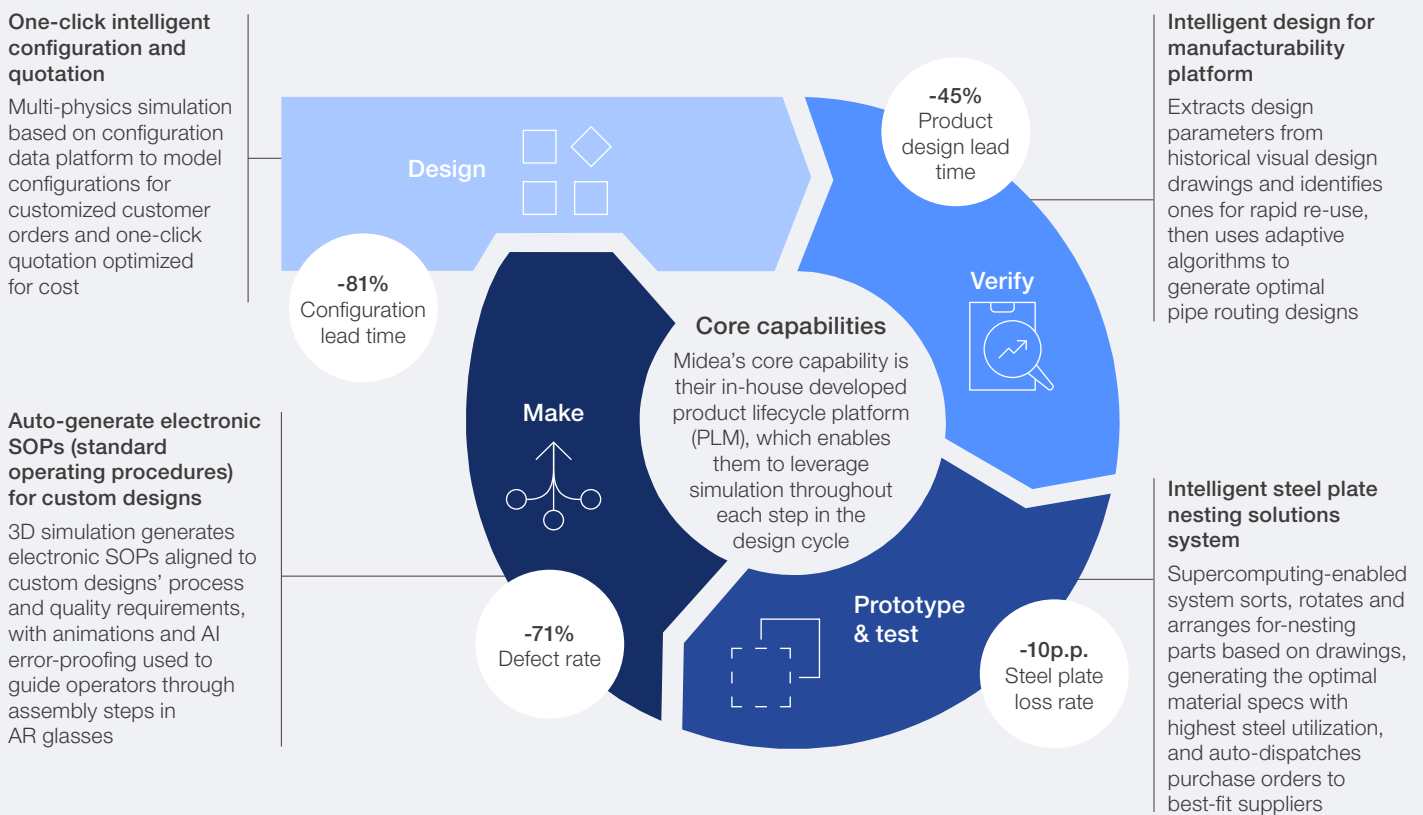 One-click intelligent
configuration and
quotation
Multi-physics simulation
based on configuration
data platform to model
configurations for
customized customer
orders and one-click
quotation optimized
for cost
Design
-81%
Configuration
lead time
-45%
Product
design lead
time
Verify
Intelligent design for
manufacturability
platform
Extracts design
parameters from
historical visual design
drawings and identifies
ones for rapid re-use,
then uses adaptive
algorithms to
generate optimal
pipe routing designs
Core capabilities
Midea’s core capability is
their in-house developed
product lifecycle platform
(PLM), which enables
them to leverage
simulation throughout
each step in the
design cycle
Auto-generate electronic
SOPs (standard
operating procedures)
for custom designs
3D simulation generates
electronic SOPs aligned to
custom designs’ process
and quality requirements,
with animations and AI
error-proofing used to
guide operators through
assembly steps in
AR glasses
Make
-71%
Defect rate
Prototype
& test
-10p.p.
Steel plate
loss rate
Intelligent steel plate
nesting solutions
system
Supercomputing-enabled
system sorts, rotates and
arranges for-nesting
parts based on drawings,
generating the optimal
material specs with
highest steel utilization,
and auto-dispatches
purchase orders to
best-fit suppliers